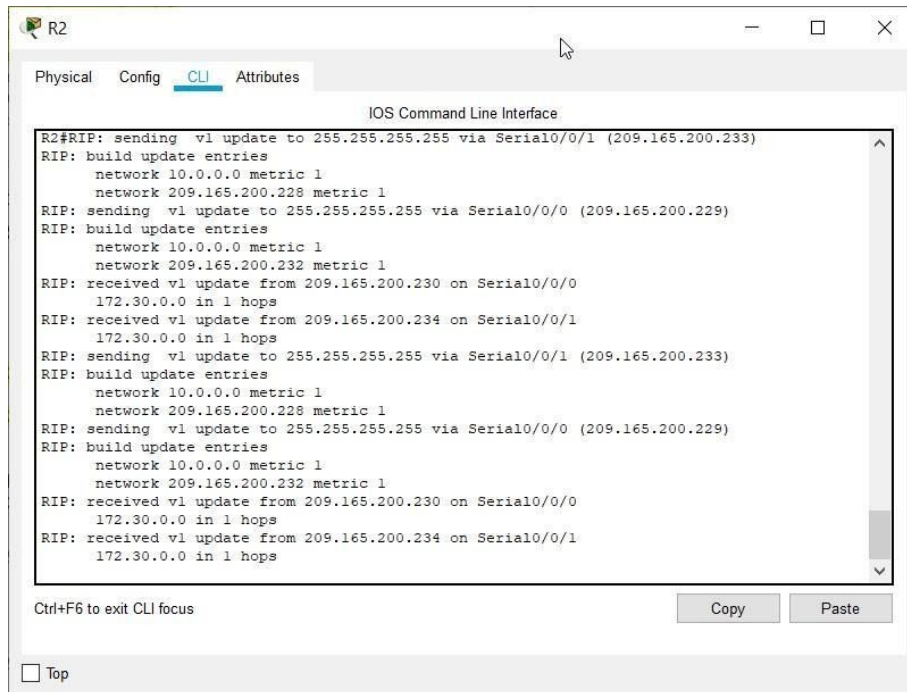 R2
Physical Config CLI Attributes
IOS Command Line Interface
R2#RIP: sending  v1 update to 255.255.255.255 via Serial0/0/1 (209.165.200.233)
RIP: build update entries
      network 10.0.0.0 metric 1
      network 209.165.200.228 metric 1
RIP: sending  v1 update to 255.255.255.255 via Serial0/0/0 (209.165.200.229)
RIP: build update entries
      network 10.0.0.0 metric 1
      network 209.165.200.232 metric 1
RIP: received v1 update from 209.165.200.230 on Serial0/0/0
      172.30.0.0 in 1 hops
RIP: received v1 update from 209.165.200.234 on Serial0/0/1
      172.30.0.0 in 1 hops
RIP: sending  v1 update to 255.255.255.255 via Serial0/0/1 (209.165.200.233)
RIP: build update entries
      network 10.0.0.0 metric 1
      network 209.165.200.228 metric 1
RIP: sending  v1 update to 255.255.255.255 via Serial0/0/0 (209.165.200.229)
RIP: build update entries
      network 10.0.0.0 metric 1
      network 209.165.200.232 metric 1
RIP: received v1 update from 209.165.200.230 on Serial0/0/0
      172.30.0.0 in 1 hops
RIP: received v1 update from 209.165.200.234 on Serial0/0/1
      172.30.0.0 in 1 hops
Ctrl+F6 to exit CLI focus
Copy Paste
Top